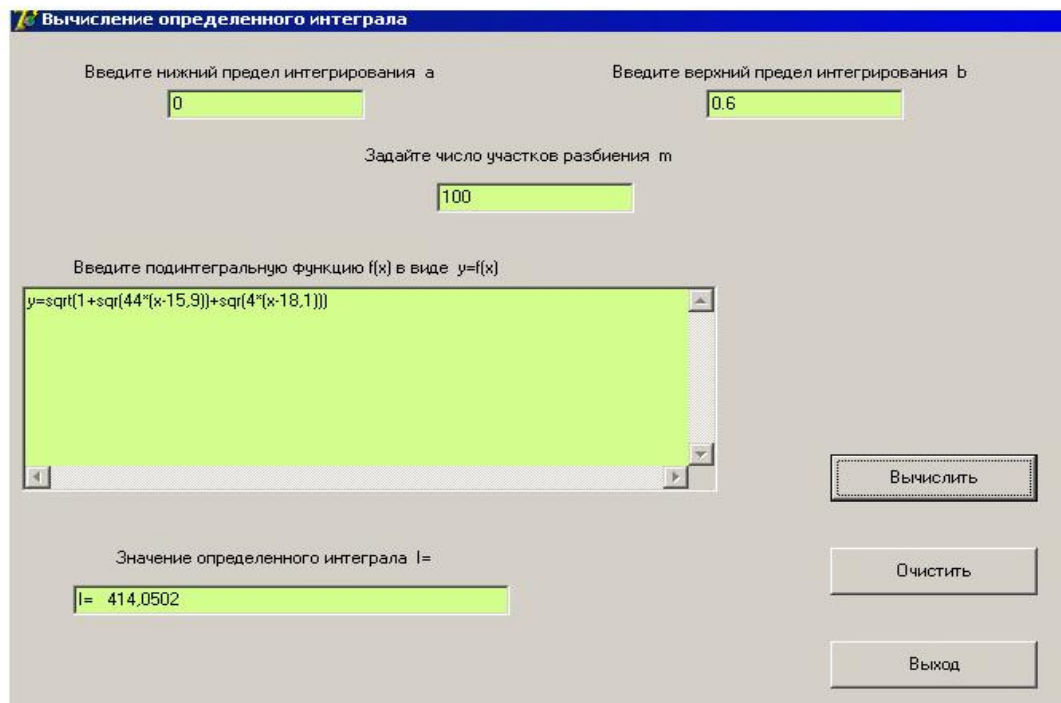 Вычисление определенного интеграла
Введите нижний предел интегрирования a
0
Введите верхний предел интегрирования b
0.6
Задайте число участков разбиения m
100
Введите подинтегральную функцию f(x) в виде y=f(x)
y=sqrt(1+sqr(44*(x-15,9))+sqr(4*(x-18,1)))
Вычислить
Значение определенного интеграла I=
I= 414,0502
Очистить
Выход